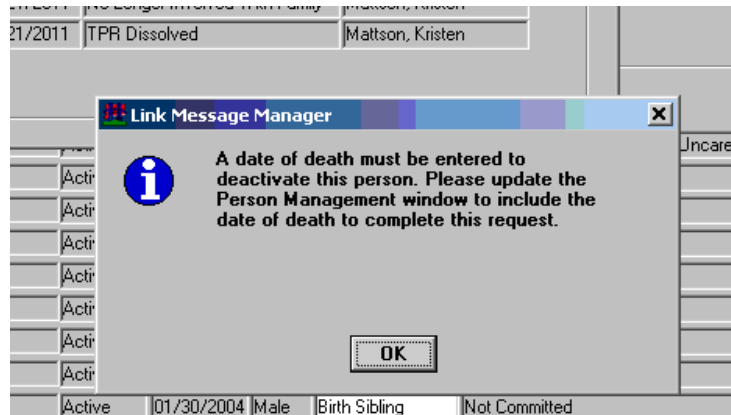 21/2011 TPR Dissolved Mattson, Kristen
Link Message Manager
A date of death must be entered to
deactivate this person. Please update the
Person Management window to include the
date of death to complete this request.
OK
Active 01/30/2004 Male Birth Sibling Not Committed